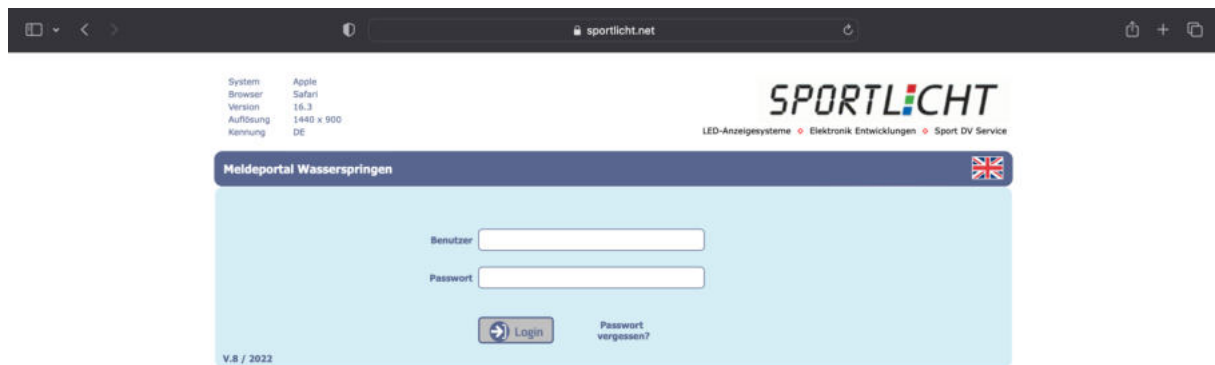 sportlicht.net
System Apple
Browser Safari
Version 16.3
Auflösung 1440 x 900
Kennung DE
SPORTLICHT
LED-Anzeigesysteme ◇ Elektronik Entwicklungen ◇ Sport DV Service
Meldeportal Wasserspringen
Benutzer
Passwort
Login
Passwort
vergessen?
V.8 / 2022